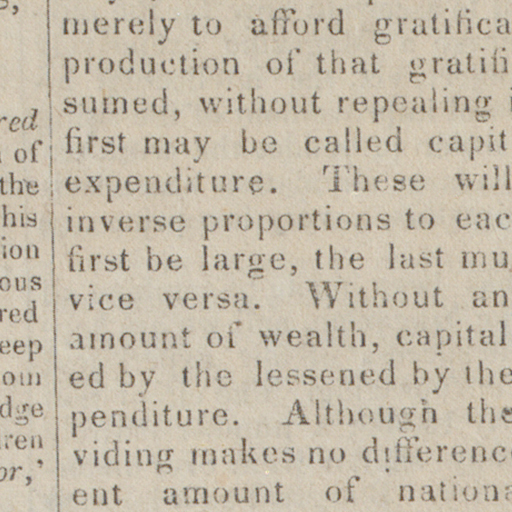 red
of
the
his
ion
ous
red
eep
om
dge
dren
or,'
merely to afford gratifica
production of that gratifi
sumed, without repealing i
first may be called capit
expenditure. These will
inverse proportions to eac
first be large, the last mu
vice versa. Without an
amount of wealth, capital
ed by the lessened by the
penditure. Although the
viding makes no differenc
ent amount of nationa